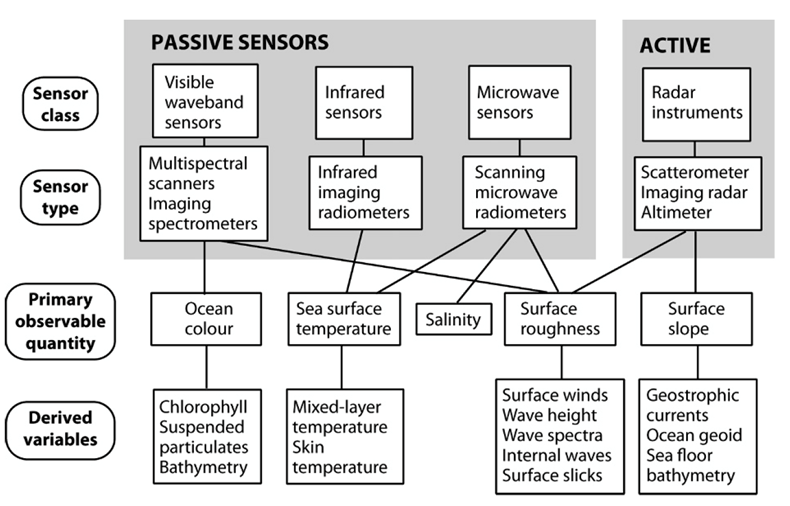 PASSIVE SENSORS
ACTIVE
Sensor
class
Visible
waveband
sensors
Infrared
sensors
Microwave
sensors
Radar
instruments
Sensor
type
Multispectral
scanners
Imaging
spectrometers
Infrared
imaging
radiometers
Scanning
microwave
radiometers
Scatterometer
Imaging radar
Altimeter
Primary
observable
quantity
Ocean
colour
Sea surface
temperature
Salinity
Surface
roughness
Surface
slope
Derived
variables
Chlorophyll
Suspended
particulates
Bathymetry
Mixed-layer
temperature
Skin
temperature
Surface winds
Wave height
Wave spectra
Internal waves
Surface slicks
Geostrophic
currents
Ocean geoid
Sea floor
bathymetry